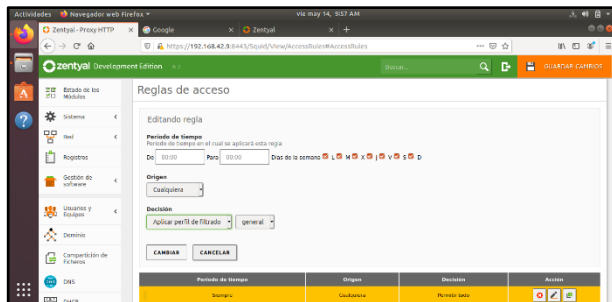 Actividades Navegador web Firefox vie may 14, 9:57 AM
Zentyal - Proxy HTTP Google Zentyal
https://192.168.42.9:8443/Squid/View/AccessRules#AccessRules
zentyal Development Edition Buscar... GUARDAR CAMBIOS
Estado de los Módulos
Sistema
Red
Registros
Gestión de software
Usuarios y Equipos
Dominio
Compartición de Ficheros
DNS
DHCP
Reglas de acceso
Editando regla
Periodo de tiempo
Periodo de tiempo en el cual se aplicará esta regla
De 00:00 Para 00:00 Días de la semana L M X J V S D
Origen
Cualquiera
Decisión
Aplicar perfil de filtrado general
CAMBIAR CANCELAR
Periodo de tiempo Origen Decisión Acción
Siempre Cualquiera Permitir todo